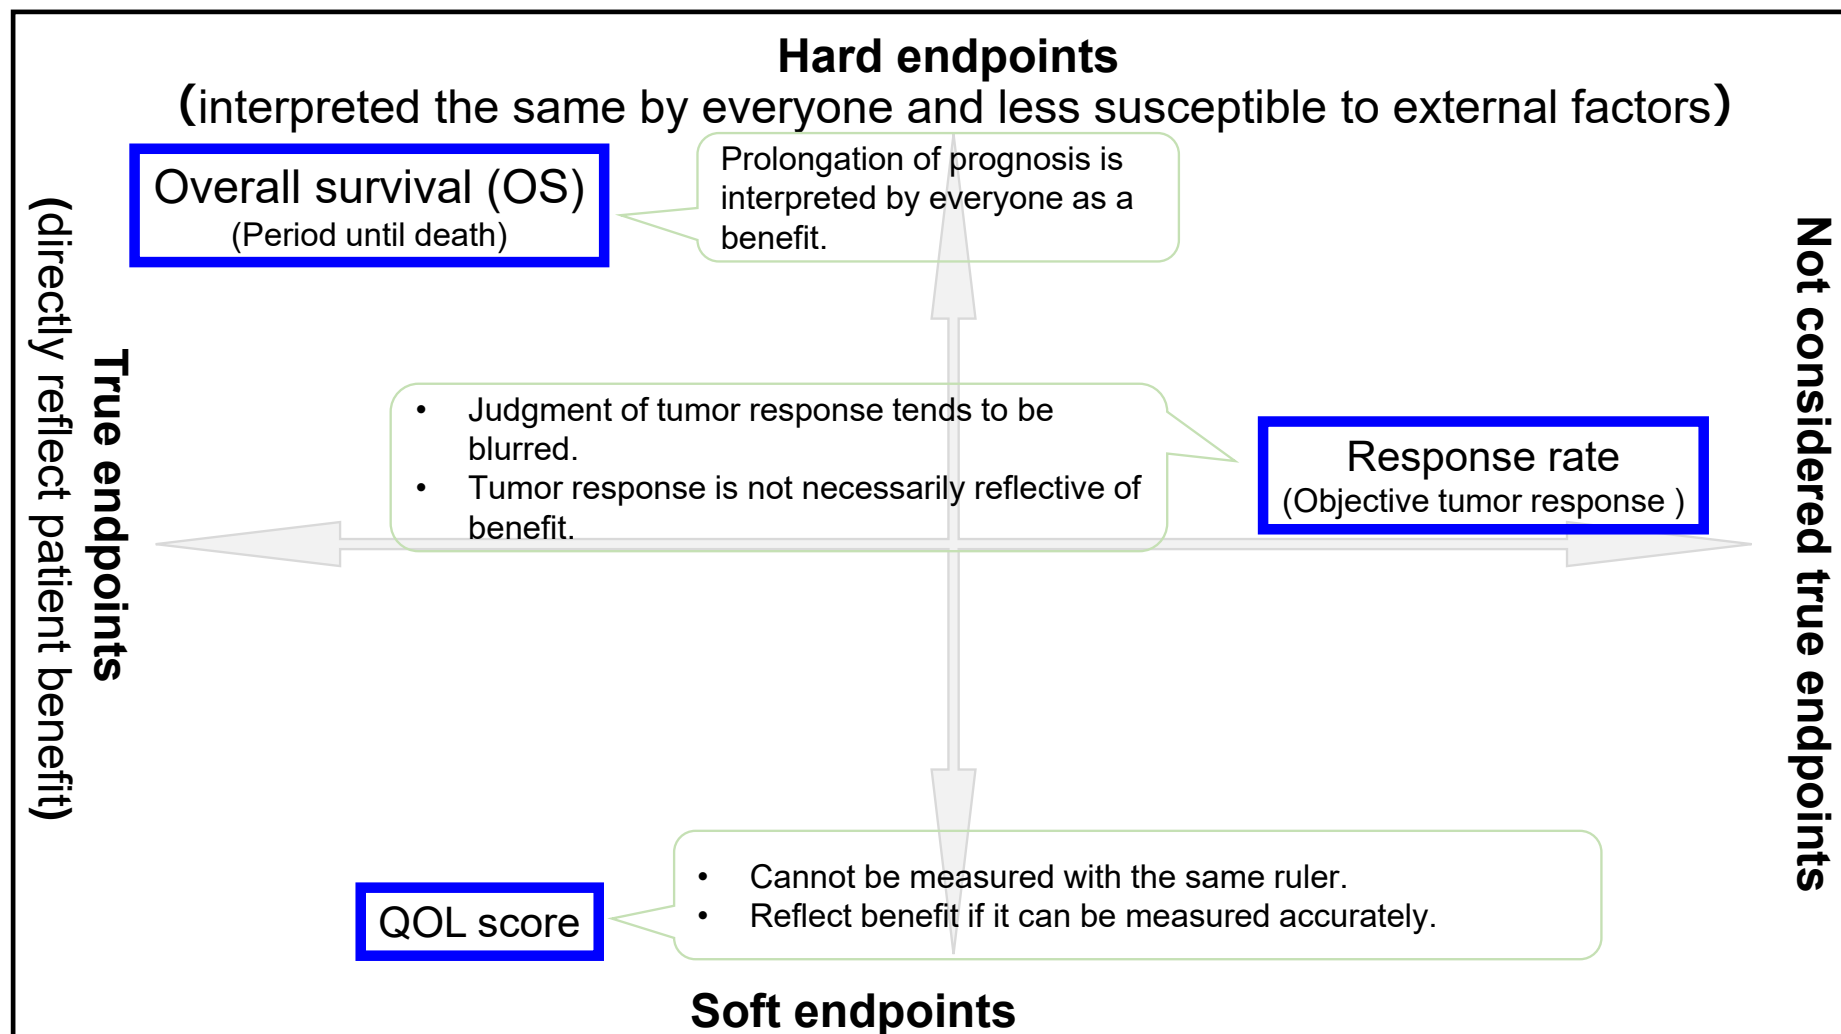 Hard endpoints
(interpreted the same by everyone and less susceptible to external factors)
Overall survival (OS)
(Period until death)
Prolongation of prognosis is
interpreted by everyone as a
benefit.
True endpoints
(directly reflect patient benefit)
• Judgment of tumor response tends to be
blurred.
• Tumor response is not necessarily reflective of
benefit.
Response rate
(Objective tumor response )
Not considered true endpoints
QOL score
• Cannot be measured with the same ruler.
• Reflect benefit if it can be measured accurately.
Soft endpoints